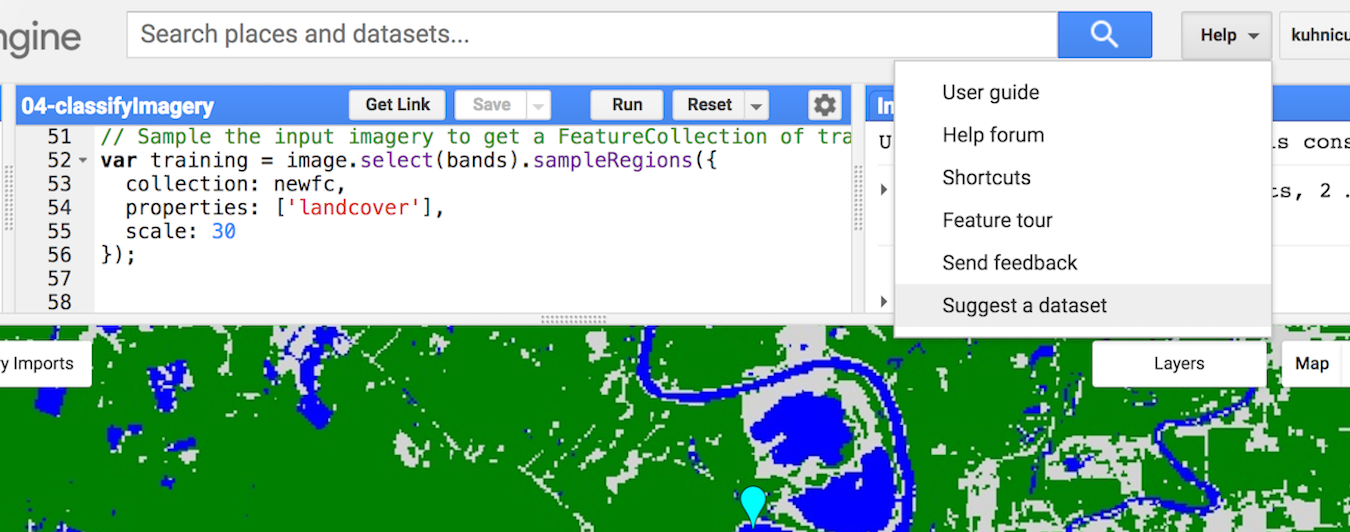 ngine
Search places and datasets...
Help
kuhnicu
04-classifyImagery
Get Link
Save
Run
Reset
In
51 // Sample the input imagery to get a FeatureCollection of tra
52 var training = image.select(bands).sampleRegions({
53 collection: newfc,
54 properties: ['landcover'],
55 scale: 30
56 });
57
58
U
s cons
ts, 2 .
User guide
Help forum
Shortcuts
Feature tour
Send feedback
Suggest a dataset
y Imports
Layers
Map